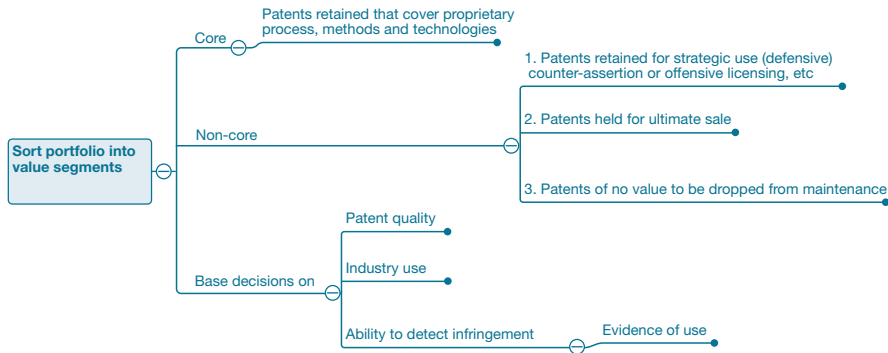 Sort portfolio into
value segments
Core
Patents retained that cover proprietary
process, methods and technologies
Non-core
1. Patents retained for strategic use (defensive)
counter-assertion or offensive licensing, etc
2. Patents held for ultimate sale
3. Patents of no value to be dropped from maintenance
Base decisions on
Patent quality
Industry use
Ability to detect infringement
Evidence of use